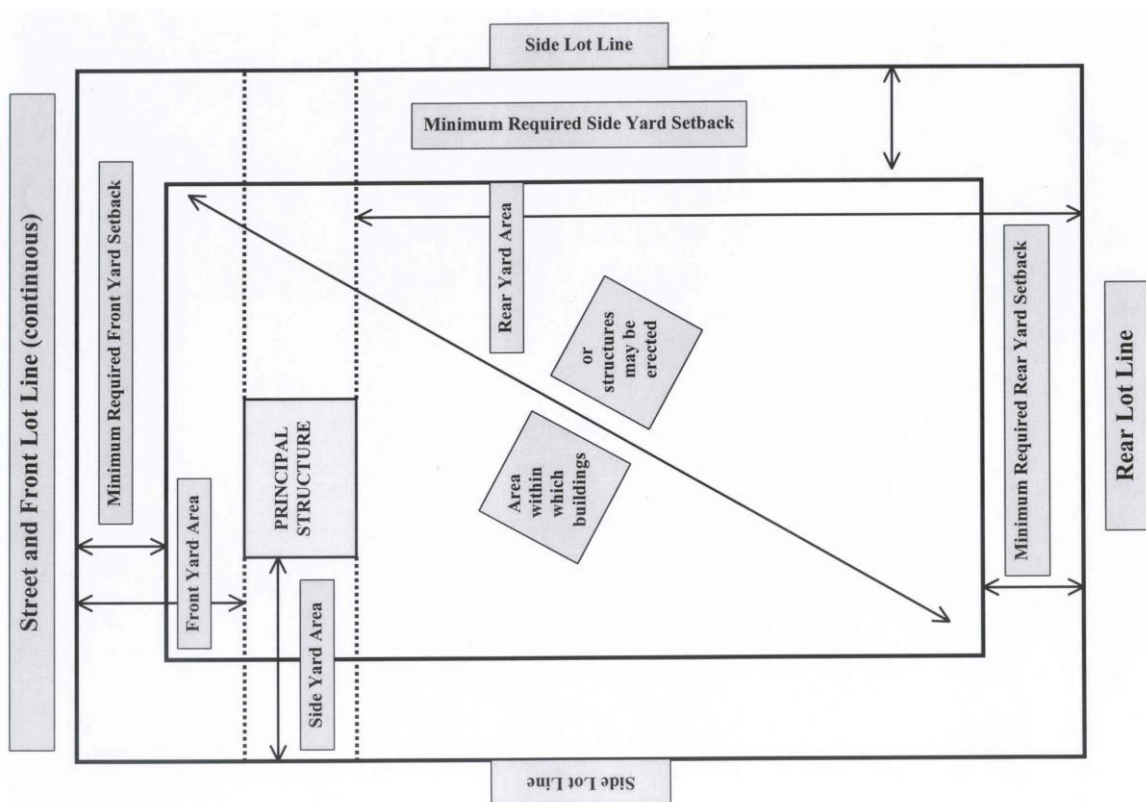 Side Lot Line
Minimum Required Side Yard Setback
Street and Front Lot Line (continuous)
Minimum Required Front Yard Setback
Rear Yard Area
or
structures
may be
erected
Area
within
which
buildings
PRINCIPAL
STRUCTURE
Front Yard Area
Side Yard Area
Minimum Required Rear Yard Setback
Rear Lot Line
Side Lot Line